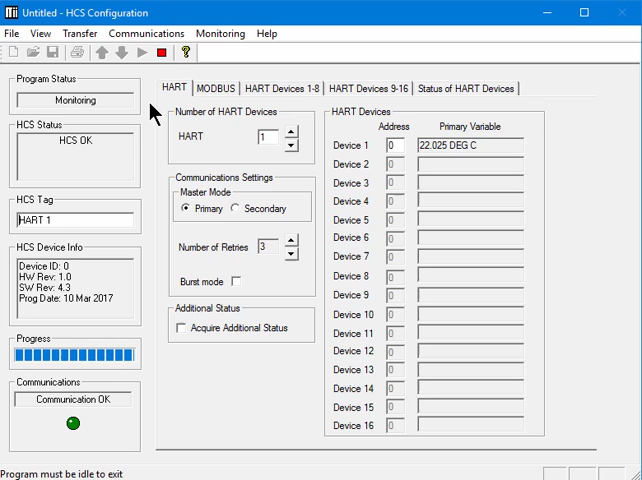 Untitled - HCS Configuration
File View Transfer Communications Monitoring Help
Program Status
Monitoring
HCS Status
HCS OK
HCS Tag
HART 1
HCS Device Info
Device ID: 0
HW Rev: 1.0
SW Rev: 4.3
Prog Date: 10 Mar 2017
Progress
Communications
Communication OK
HART MODBUS HART Devices 1-8 HART Devices 9-16 Status of HART Devices
Number of HART Devices
HART 1
Communications Settings
Master Mode
Primary Secondary
Number of Retries 3
Burst mode
Additional Status
Acquire Additional Status
HART Devices
Address Primary Variable
Device 1 0 22.025 DEG C
Device 2 0
Device 3 0
Device 4 0
Device 5 0
Device 6 0
Device 7 0
Device 8 0
Device 9 0
Device 10 0
Device 11 0
Device 12 0
Device 13 0
Device 14 0
Device 15 0
Device 16 0
Program must be idle to exit